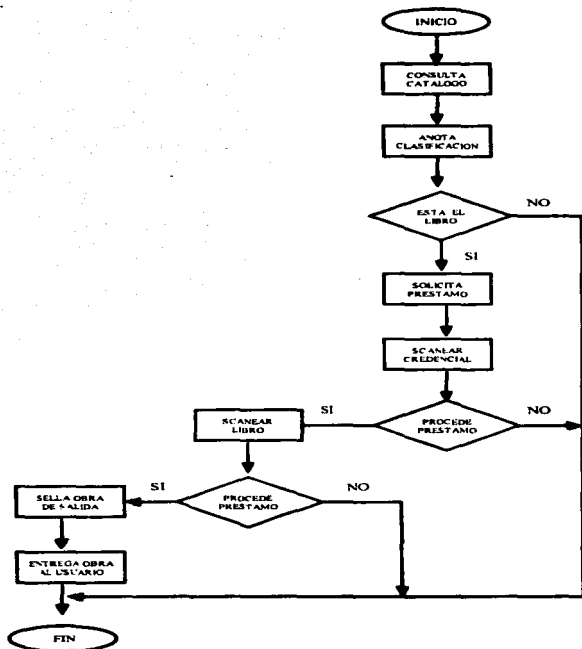 INICIO
CONSULTA
CATALOGO
ANOTA
CLASIFICACION
ESTA EL
LIBRO
NO
SI
SOLICITA
PRESTAMO
SCANEAR
CREDENCIAL
PROCEDE
PRESTAMO
NO
SI
SCANEAR
LIBRO
PROCEDE
PRESTAMO
NO
SI
SELLA OBRA
DE SALIDA
ENTREGA OBRA
AL USUARIO
FIN